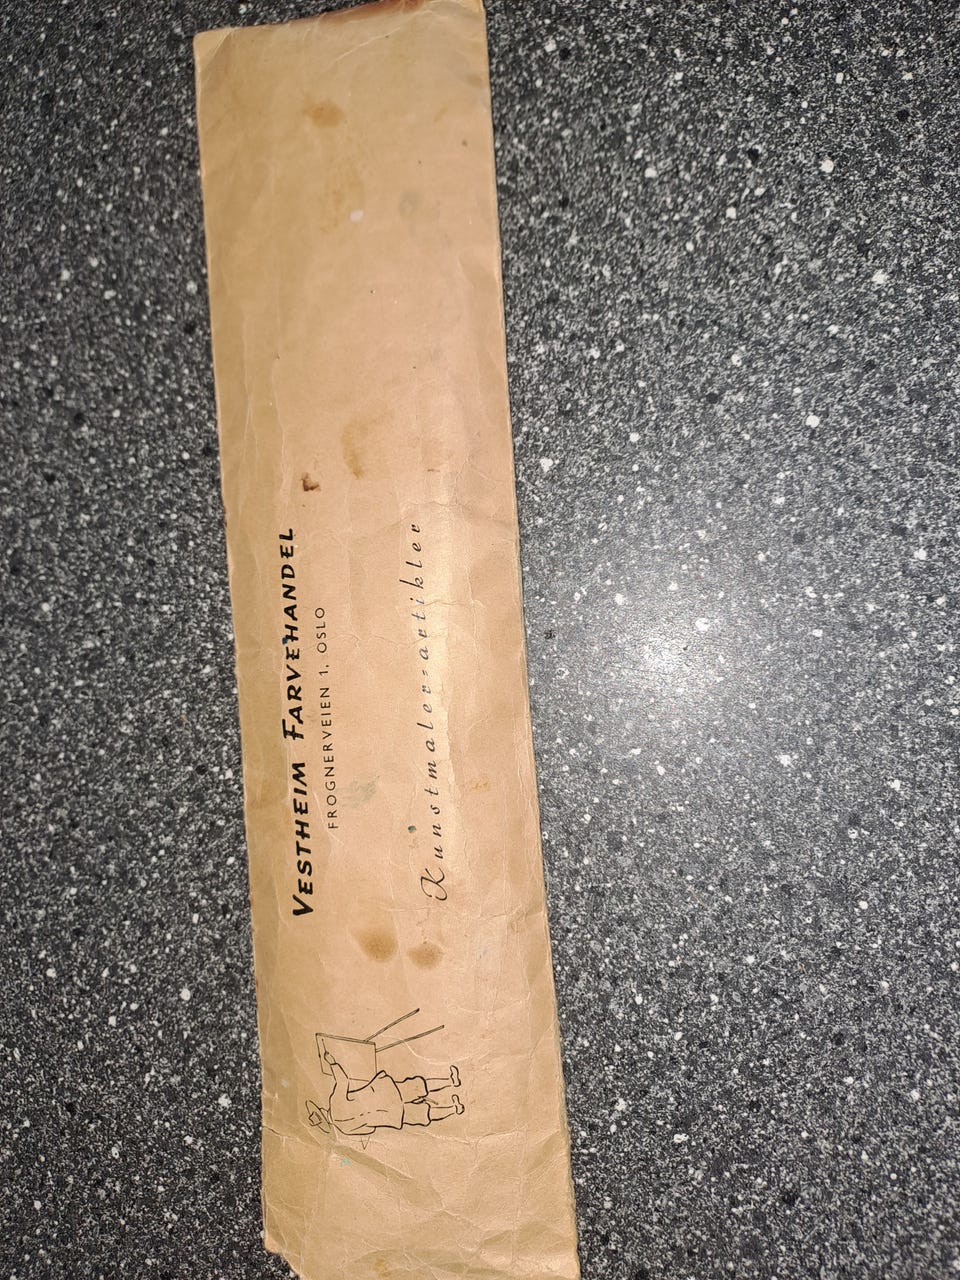 VESTHEIM FARVEHANDEL
FROGNERVEIEN 1, OSLO
Kunstmaler=artikler